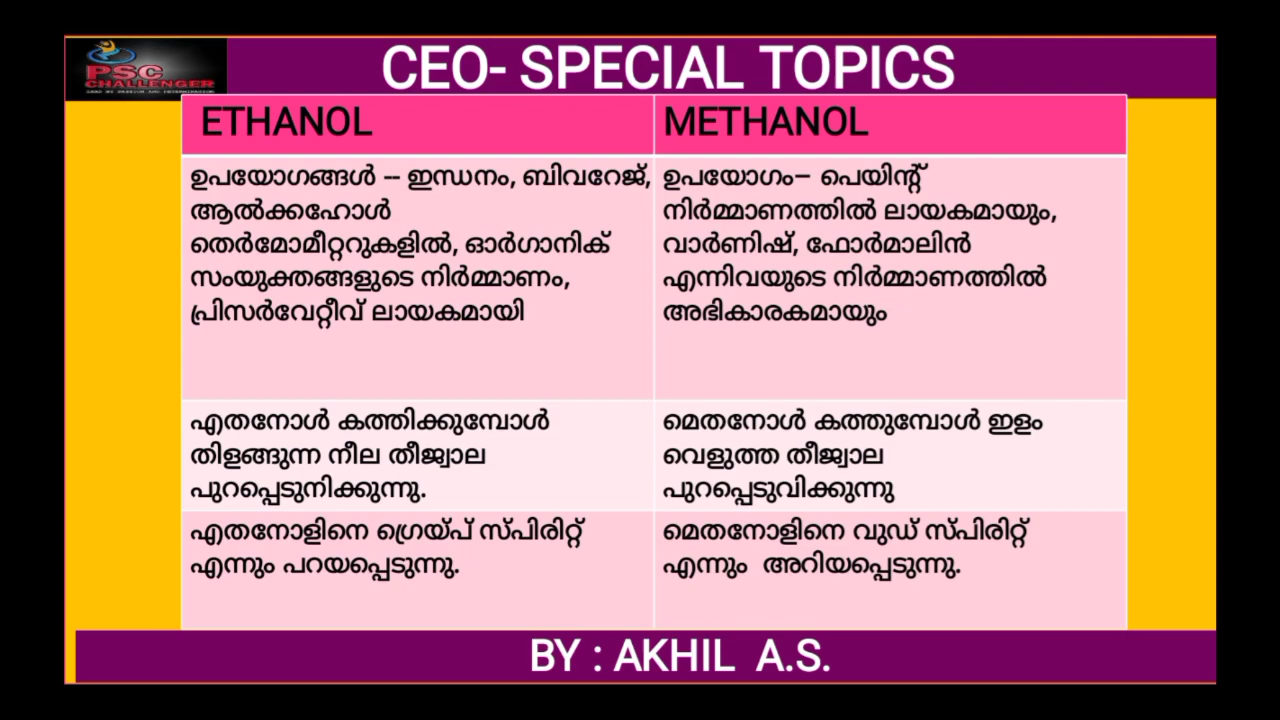 PSC
CHALLENGER
CEO- SPECIAL TOPICS
ETHANOL
METHANOL
ഉപയോഗങ്ങൾ -- ഇന്ധനം, ബിവറേജ്,
ആൽക്കഹോൾ
തെർമോമീറ്ററുകളിൽ, ഓർഗാനിക്
സംയുക്തങ്ങളുടെ നിർമ്മാണം,
പ്രിസർവേറ്റീവ് ലായകമായി
ഉപയോഗം– പെയിന്റ്
നിർമ്മാണത്തിൽ ലായകമായും,
വാർണിഷ്, ഫോർമാലിൻ
എന്നിവയുടെ നിർമ്മാണത്തിൽ
അഭികാരകമായും
എതനോൾ കത്തിക്കുമ്പോൾ
തിളങ്ങുന്ന നീല തീജ്വാല
പുറപ്പെടുനിക്കുന്നു.
മെതനോൾ കത്തുമ്പോൾ ഇളം
വെളുത്ത തീജ്വാല
പുറപ്പെടുവിക്കുന്നു
എതനോളിനെ ഗ്രെയ്പ് സ്പിരിറ്റ്
എന്നും പറയപ്പെടുന്നു.
മെതനോളിനെ വുഡ് സ്പിരിറ്റ്
എന്നും അറിയപ്പെടുന്നു.
BY : AKHIL A.S.